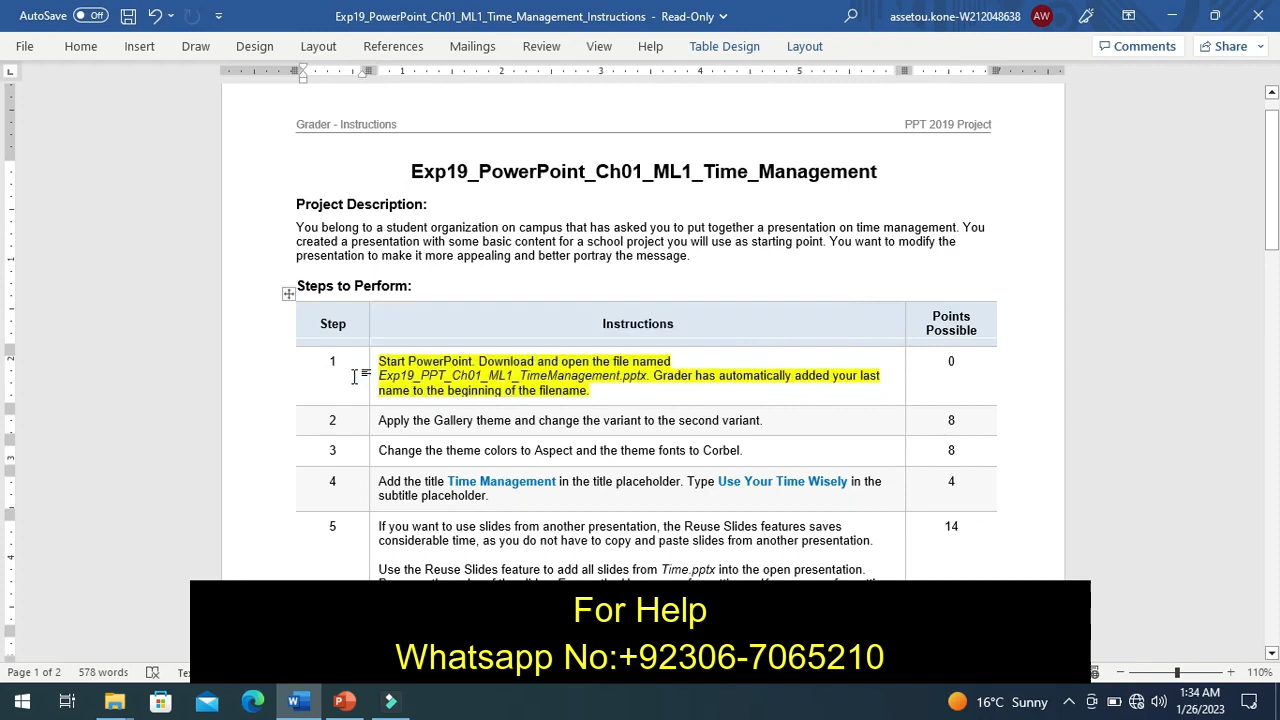 AutoSave Off
Exp19_PowerPoint_Ch01_ML1_Time_Management_Instructions - Read-Only
assetou.kone-W212048638 AW
File Home Insert Draw Design Layout References Mailings Review View Help Table Design Layout Comments Share
1 2 3 4 5
Grader - Instructions PPT 2019 Project
Exp19_PowerPoint_Ch01_ML1_Time_Management
Project Description:
You belong to a student organization on campus that has asked you to put together a presentation on time management. You
created a presentation with some basic content for a school project you will use as starting point. You want to modify the
presentation to make it more appealing and better portray the message.
Steps to Perform:
Step Instructions Points
Possible
1 Start PowerPoint. Download and open the file named 0
Exp19_PPT_Ch01_ML1_TimeManagement.pptx. Grader has automatically added your last
name to the beginning of the filename.
2 Apply the Gallery theme and change the variant to the second variant. 8
3 Change the theme colors to Aspect and the theme fonts to Corbel. 8
4 Add the title Time Management in the title placeholder. Type Use Your Time Wisely in the 4
subtitle placeholder.
5 If you want to use slides from another presentation, the Reuse Slides features saves 14
considerable time, as you do not have to copy and paste slides from another presentation.
Use the Reuse Slides feature to add all slides from Time.pptx into the open presentation.
For Help
Whatsapp No:+92306-7065210
Page 1 of 2 578 words 110%
16°C Sunny
1:34 AM
1/26/2023